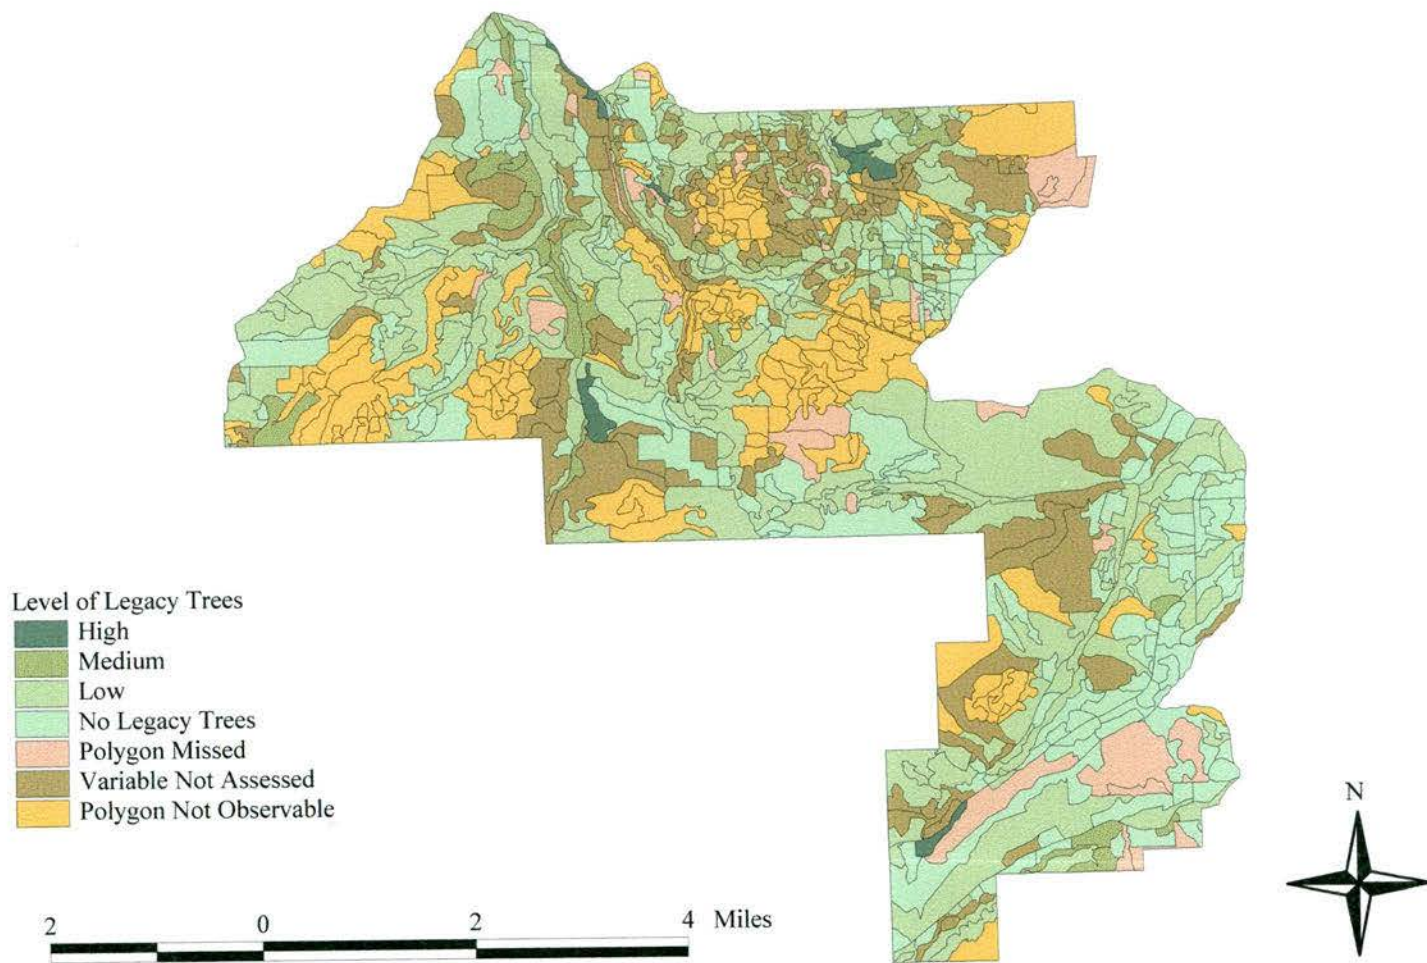 Level of Legacy Trees
High
Medium
Low
No Legacy Trees
Polygon Missed
Variable Not Assessed
Polygon Not Observable
N
2 0 2 4 Miles